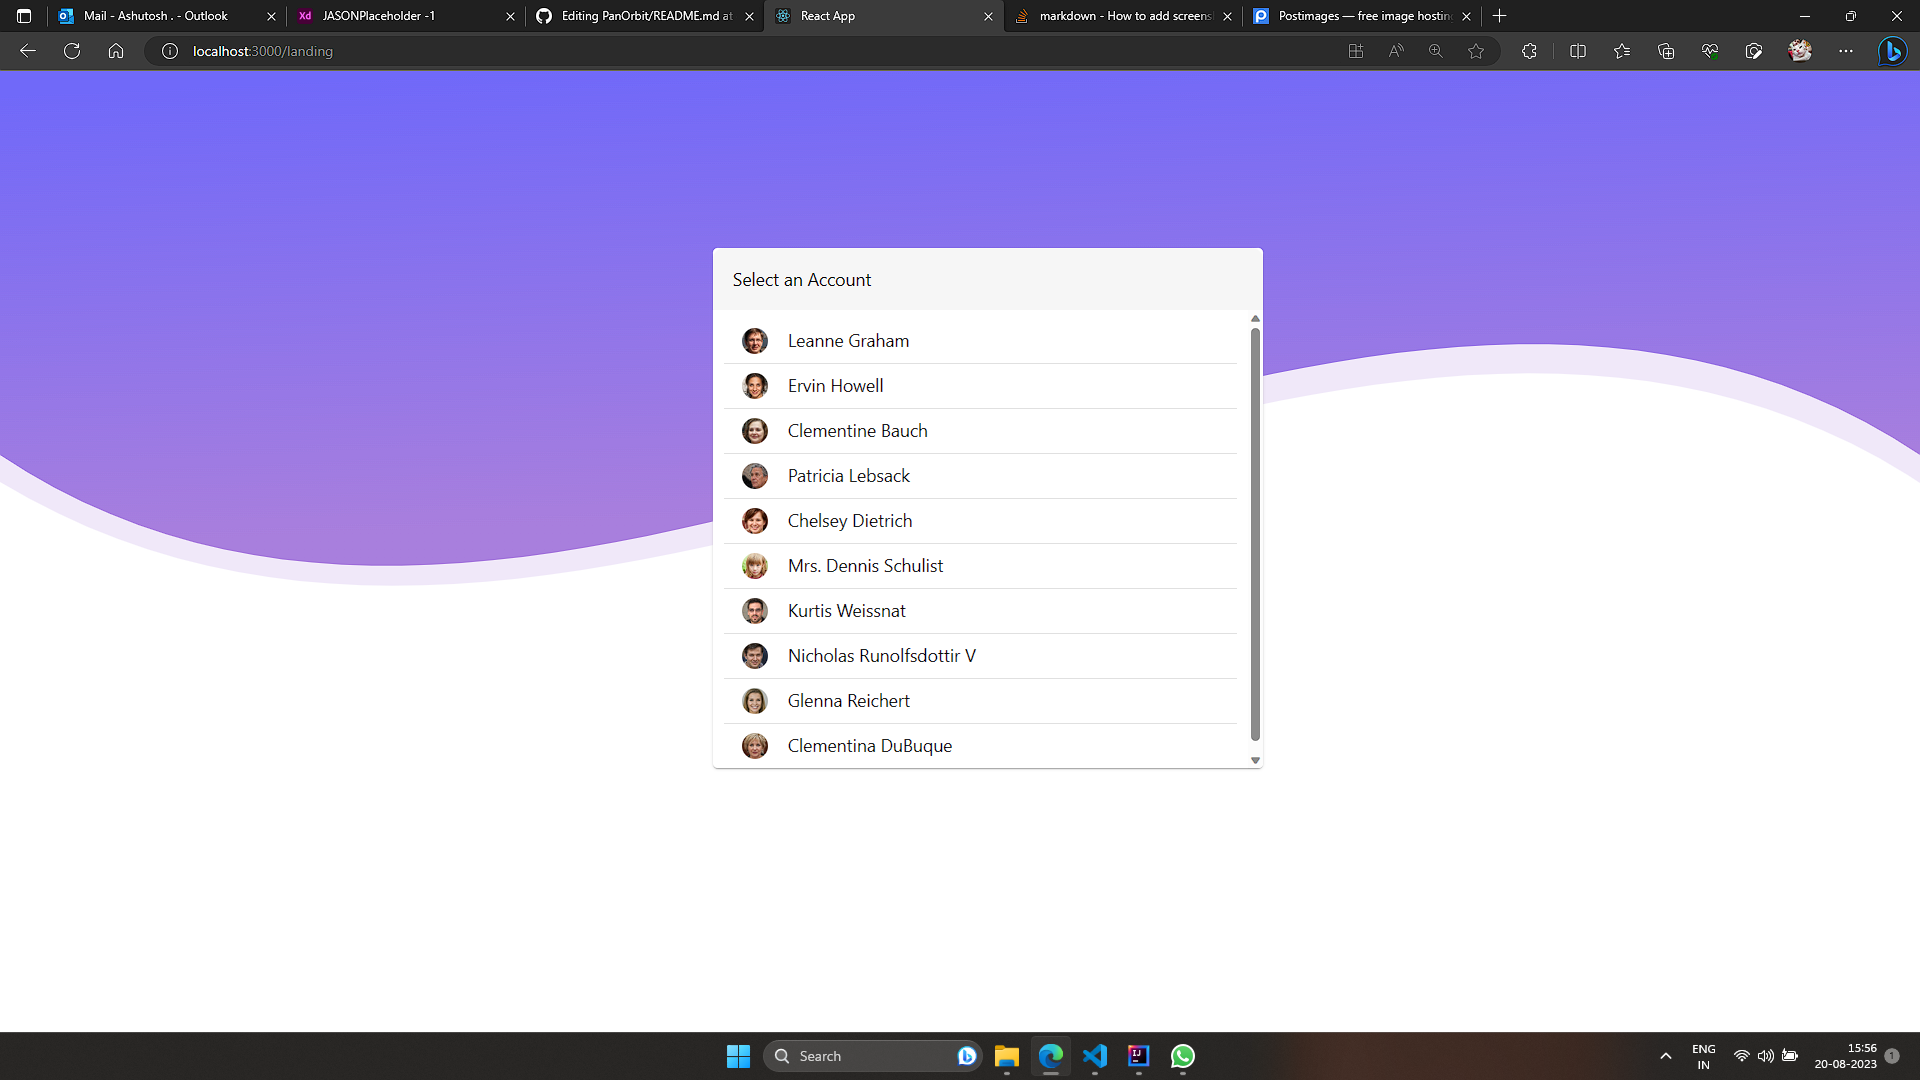 Mail - Ashutosh . - Outlook
Xd JASONPlaceholder -1
Editing PanOrbit/README.md at
React App
markdown - How to add screens
Postimages — free image hostin
localhost:3000/landing
Select an Account
Leanne Graham
Ervin Howell
Clementine Bauch
Patricia Lebsack
Chelsey Dietrich
Mrs. Dennis Schulist
Kurtis Weissnat
Nicholas Runolfsdottir V
Glenna Reichert
Clementina DuBuque
Search
ENG
IN
15:56
20-08-2023
1